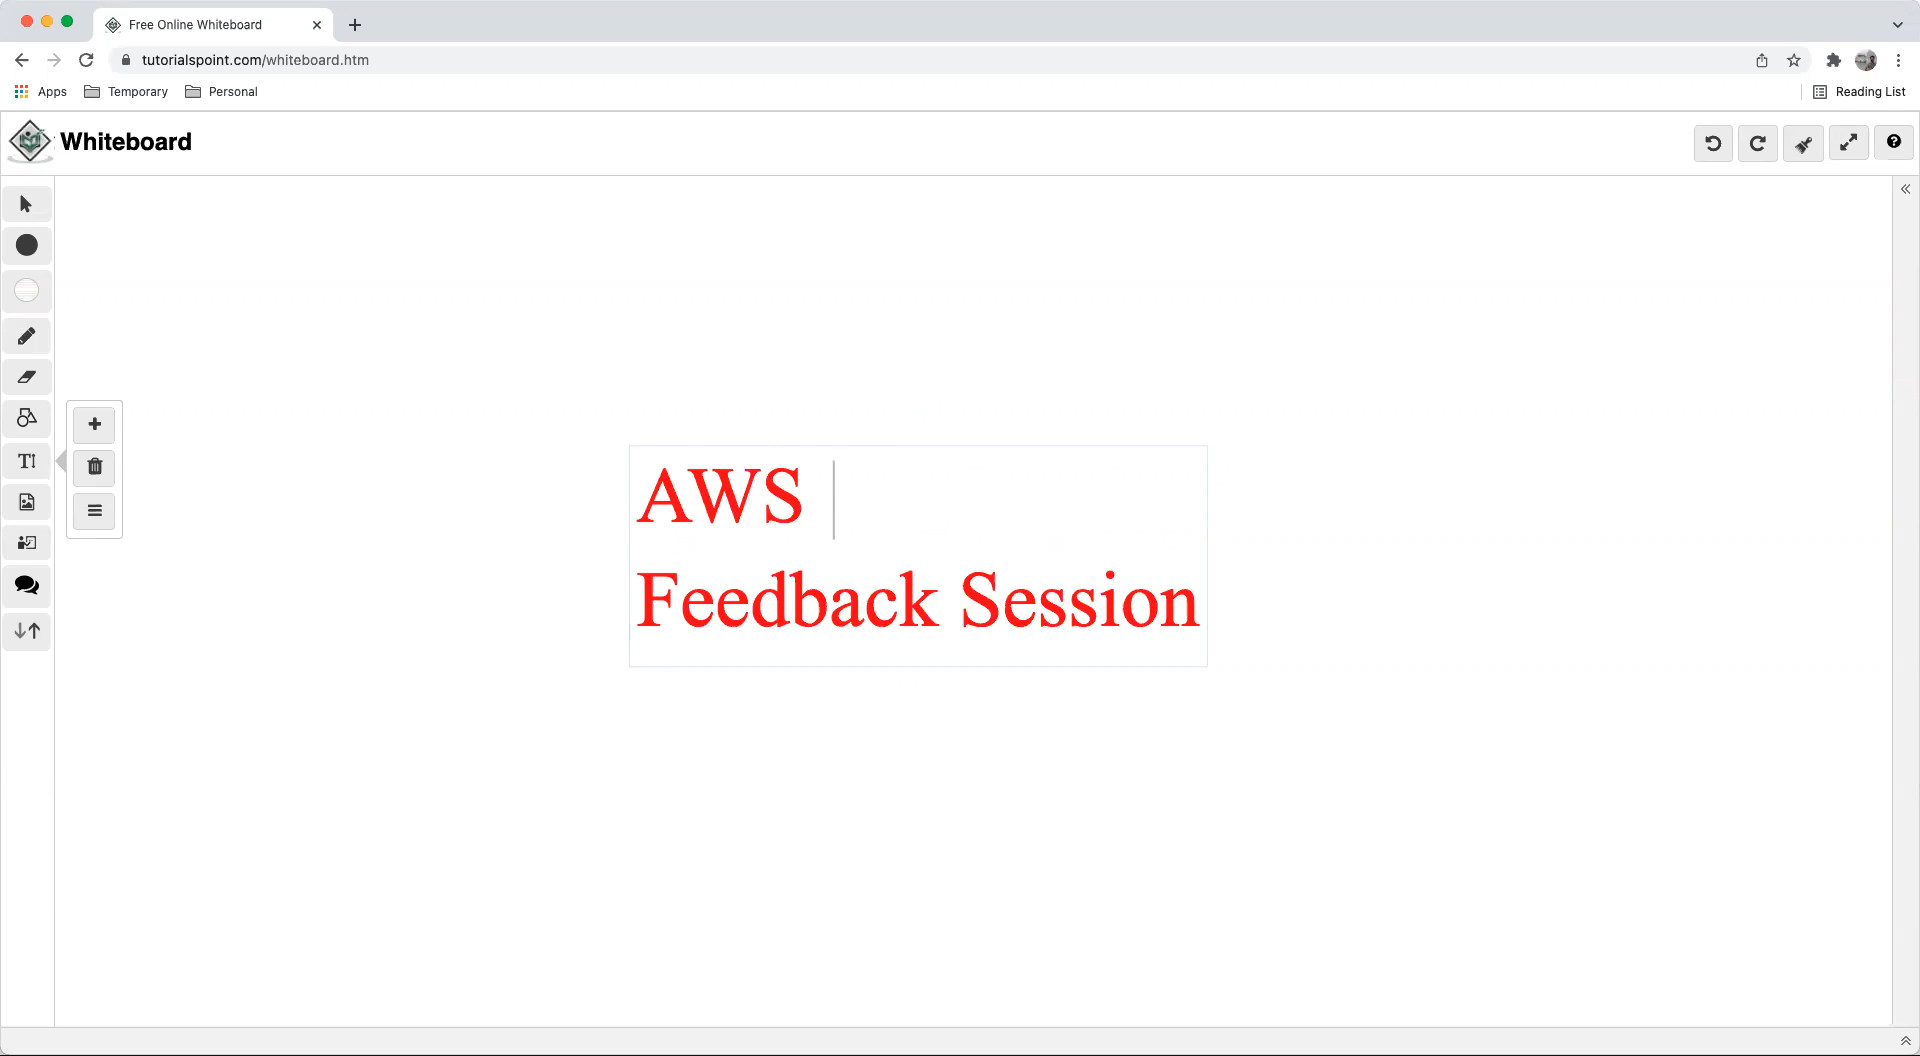 Free Online Whiteboard
tutorialspoint.com/whiteboard.htm
Apps Temporary Personal Reading List
Whiteboard
AWS
Feedback Session